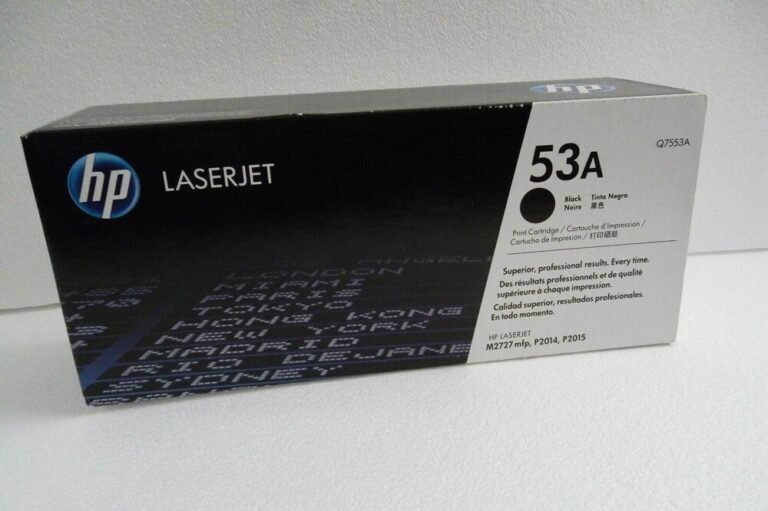 hp
hp
LASERJET
53A
Q7553A
Black Tinta Negra
Noire 黑色
Print Cartridge / Cartouche d'Impression /
Cartucho de Impresión / 打印硒鼓
Superior, professional results. Every time.
Des résultats professionnels et de qualité
supérieure à chaque impression.
Calidad superior, resultados profesionales.
En todo momento.
HP LASERJET
M2727 mfp, P2014, P2015
ANGEL
LONDON
MIAMI
PARIS
TOKYO
HONG KONG
NEW YORK
MADRID
RIO DE JANE
SYDNEY